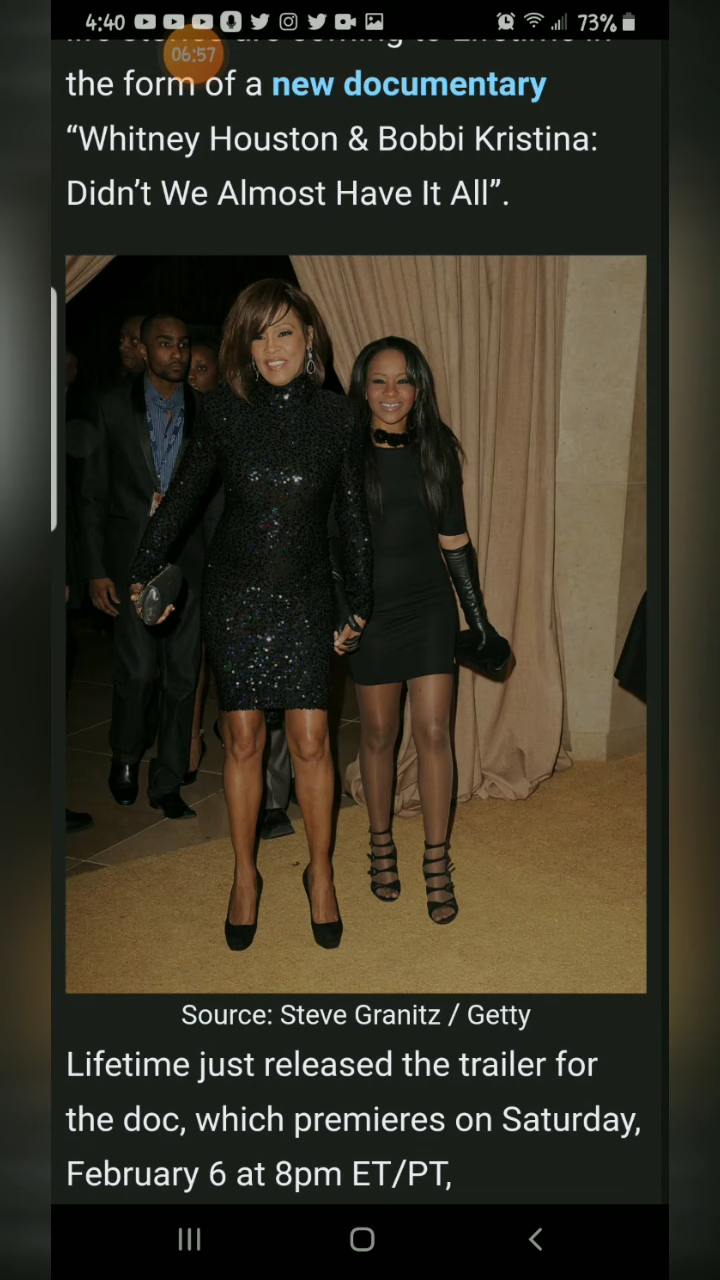 4:40
73%
06:57
the form of a new documentary
“Whitney Houston & Bobbi Kristina:
Didn’t We Almost Have It All”.
Source: Steve Granitz / Getty
Lifetime just released the trailer for
the doc, which premieres on Saturday,
February 6 at 8pm ET/PT,